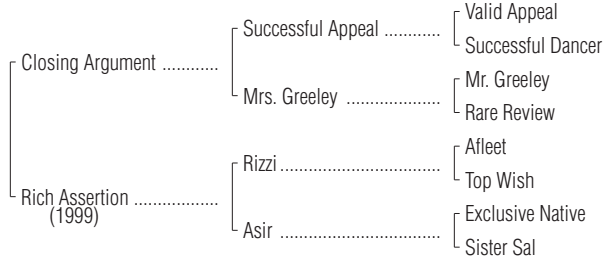 Valid Appeal
Successful Appeal ............
Successful Dancer
Closing Argument ............
Mr. Greeley
Mrs. Greeley ....................
Rare Review
Afleet
Rizzi..................................
Top Wish
Rich Assertion ..................
(1999)
Exclusive Native
Asir ..................................
Sister Sal